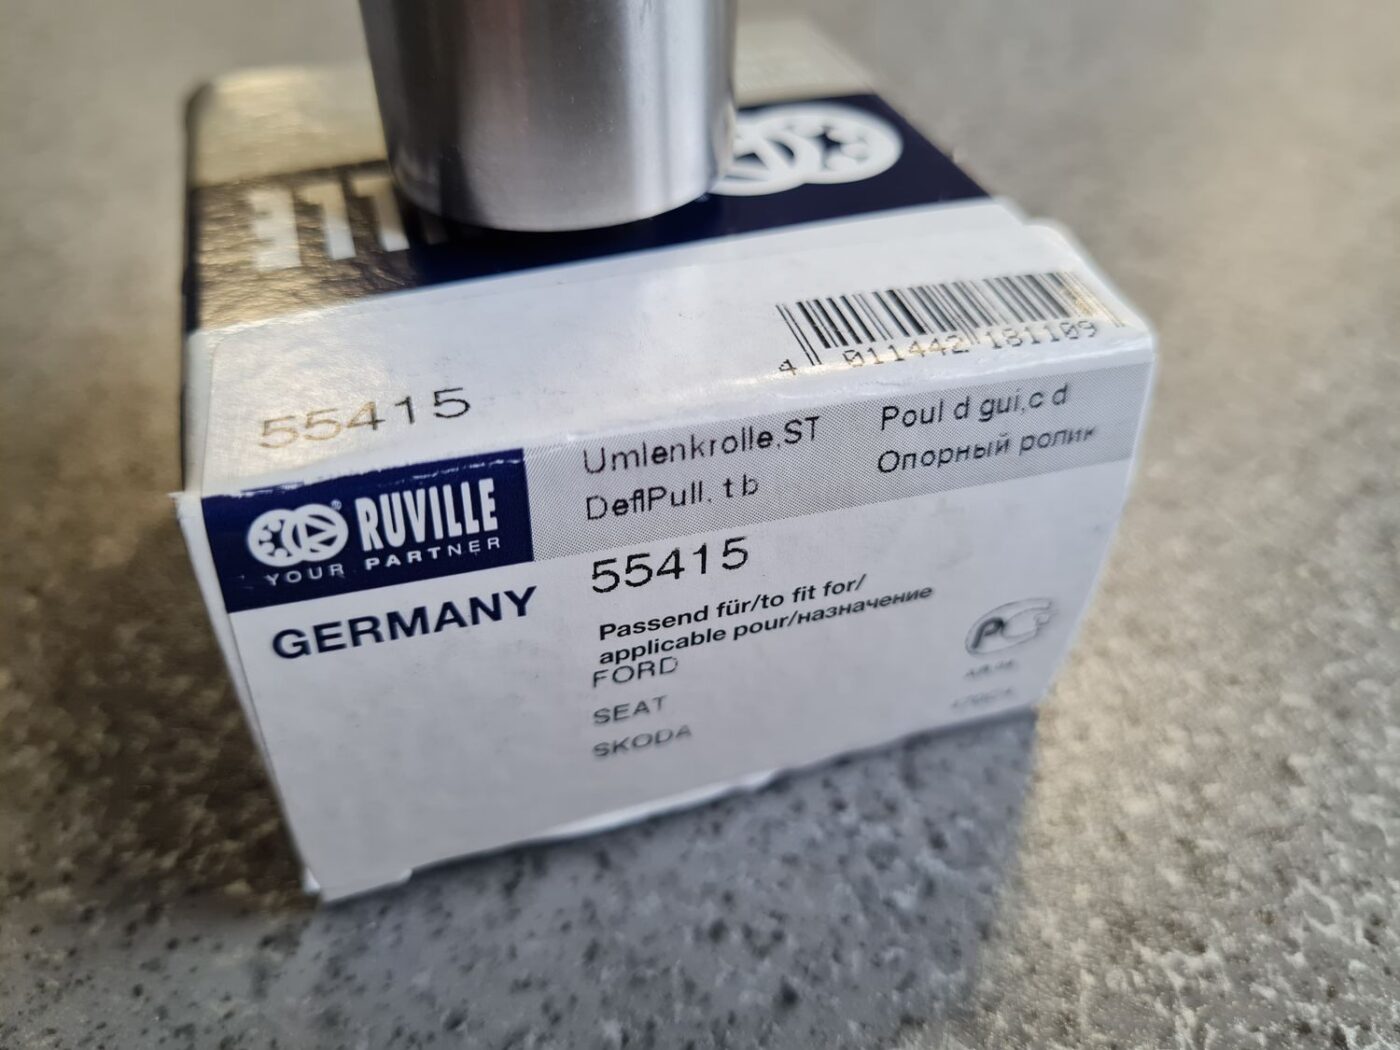 4 011442 181109
55415
Umlenkrolle,ST
DeflPull. t b
Poul d gui,c d
Опорный ролик
RUVILLE
YOUR PARTNER
GERMANY
55415
Passend für/to fit for/
applicable pour/назначение
FORD
SEAT
SKODA